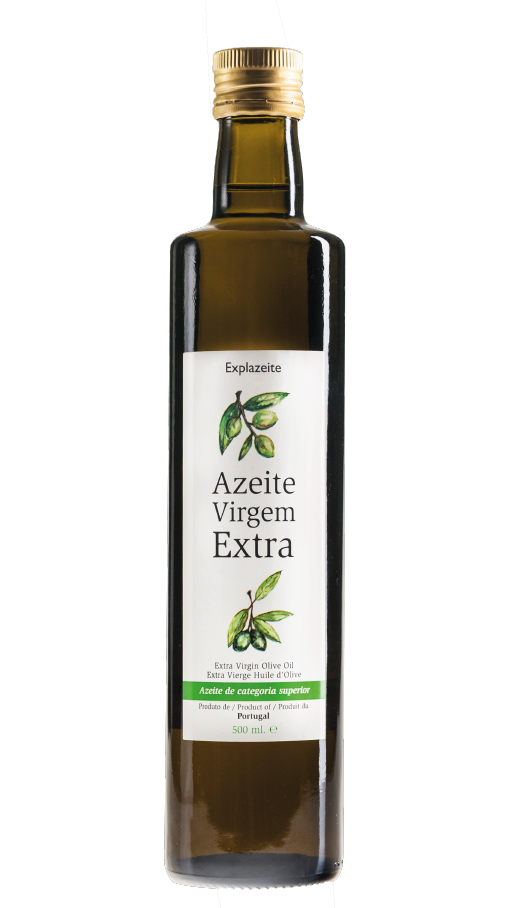 Explazeite
Azeite
Virgem
Extra
Extra Virgin Olive Oil
Extra Vierge Huile d'Olive
Azeite de categoria superior
Produto de / Product of / Produit du
Portugal
500 ml. ℮